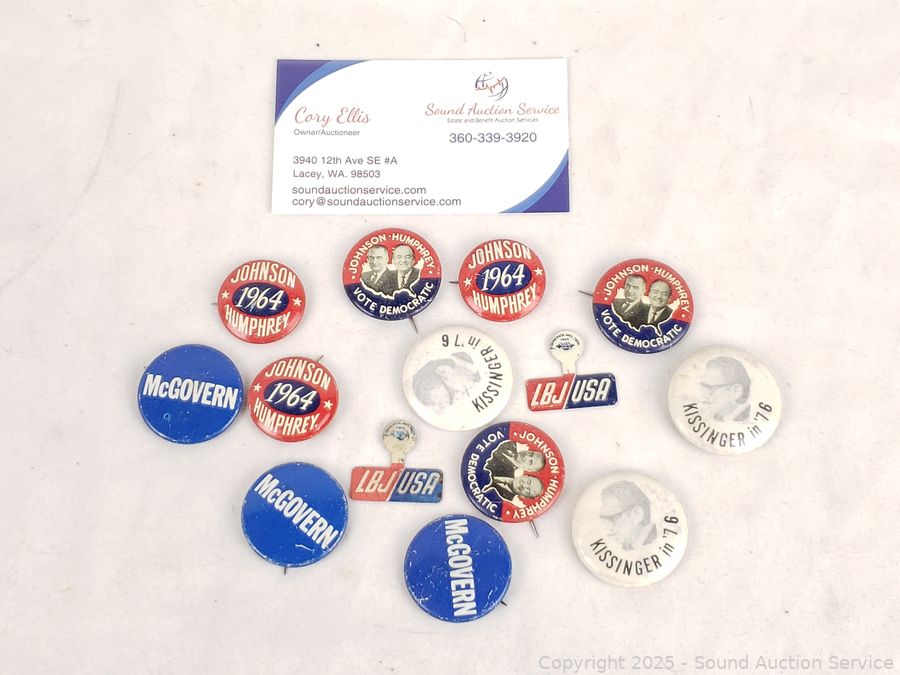 Cory Ellis
Owner/Auctioneer
Sound Auction Service
Estate and Benefit Auction Services
360-339-3920
3940 12th Ave SE #A
Lacey, WA. 98503
soundauctionservice.com
cory@soundauctionservice.com
JOHNSON
1964
HUMPHREY
JOHNSON-HUMPHREY
VOTE DEMOCRATIC
JOHNSON
1964
HUMPHREY
JOHNSON-HUMPHREY
VOTE DEMOCRATIC
McGOVERN
JOHNSON
1964
HUMPHREY
KISSINGER in '76
LBJ/USA
KISSINGER in '76
LBJ/USA
JOHNSON-HUMPHREY
VOTE DEMOCRATIC
McGOVERN
McGOVERN
KISSINGER in '76
Copyright 2025 - Sound Auction Service